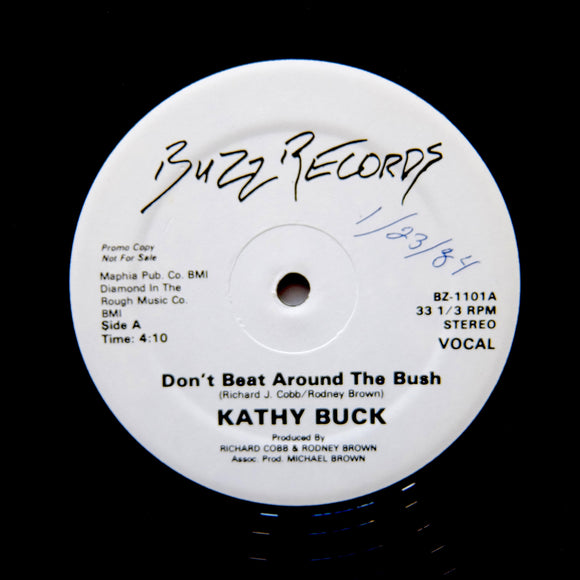 BUZZ RECORDS
1/23/84
Promo Copy
Not For Sale
Maphia Pub. Co. BMI
Diamond In The
Rough Music Co.
BMI
Side A
Time: 4:10
BZ-1101A
33 1/3 RPM
STEREO
VOCAL
Don't Beat Around The Bush
(Richard J. Cobb/Rodney Brown)
KATHY BUCK
Produced By
RICHARD COBB & RODNEY BROWN
Assoc. Prod. MICHAEL BROWN